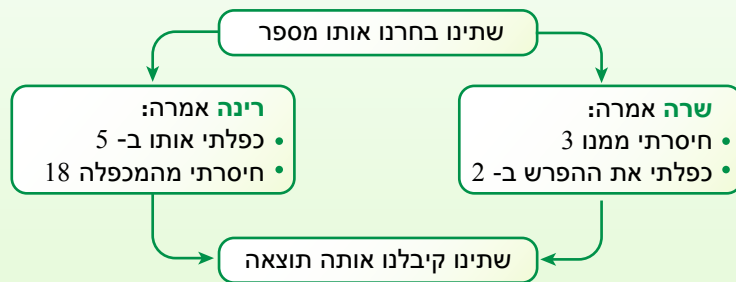 שתינו בחרנו אותו מספר
שרה אמרה:
• חיסרתי ממנו 3
• כפלתי את ההפרש ב- 2
רינה אמרה:
• כפלתי אותו ב- 5
• חיסרתי מהמכפלה 18
שתינו קיבלנו אותה תוצאה